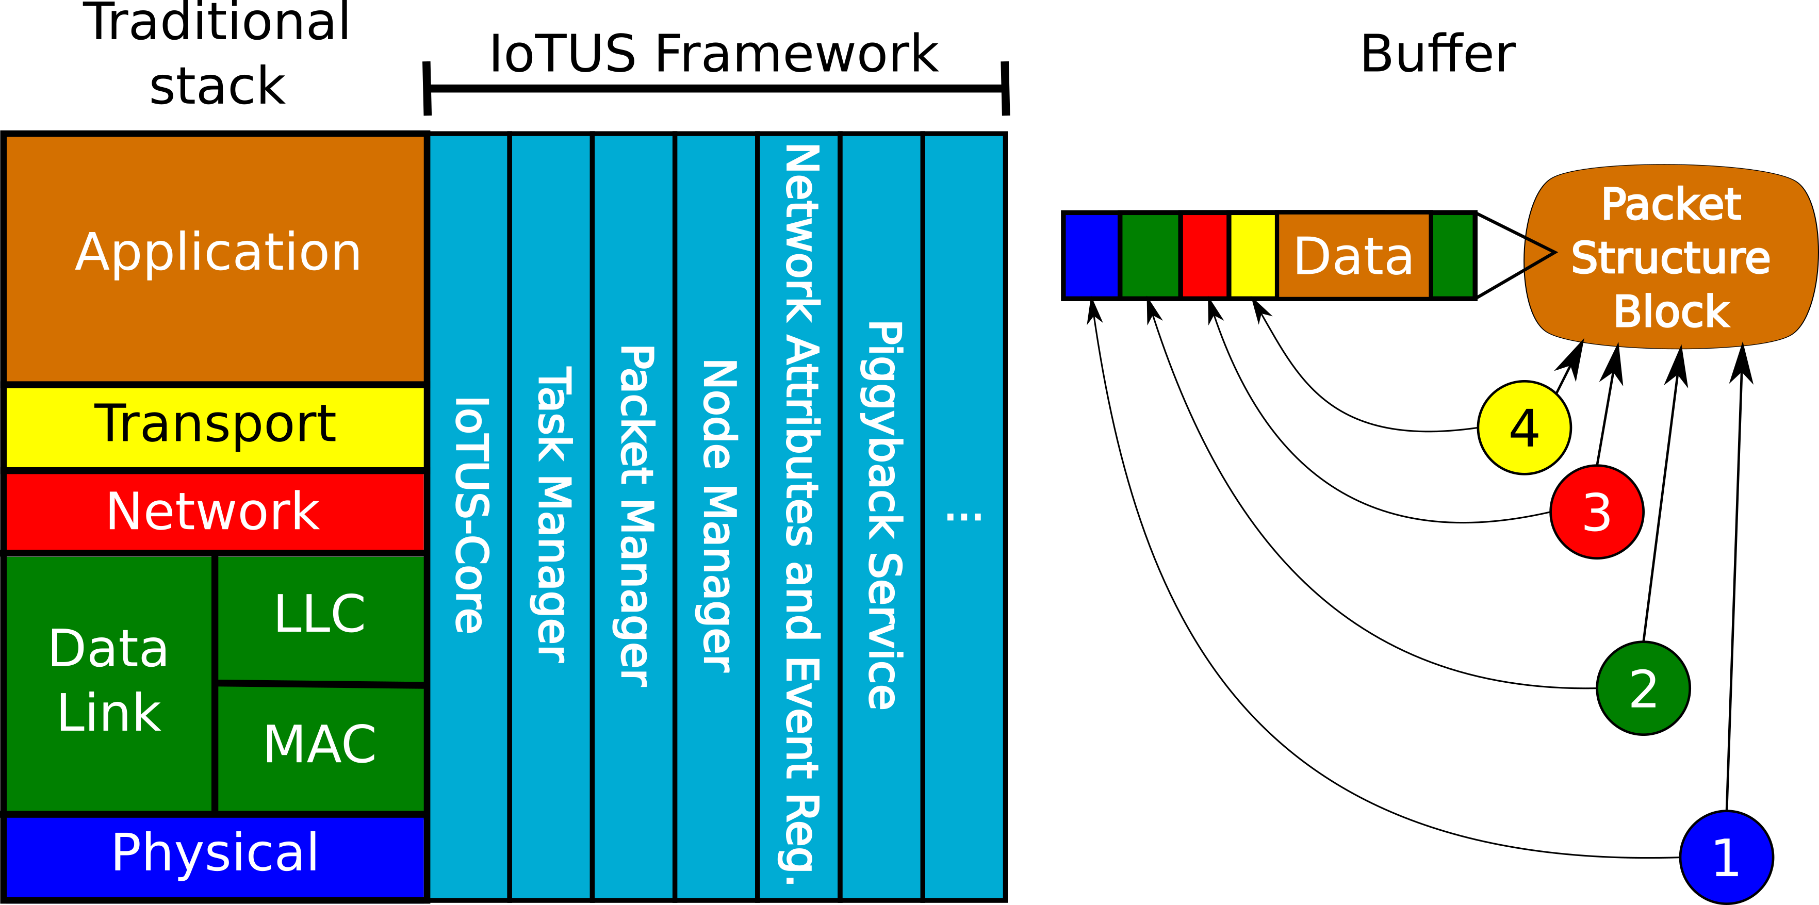 Traditional
stack
IoTUS Framework
Buffer
Application
Transport
Network
Data
Link
LLC
MAC
Physical
IoTUS-Core
Task Manager
Packet Manager
Node Manager
Network Attributes and Event Reg.
Piggyback Service
...
Data
Packet
Structure
Block
4
3
2
1